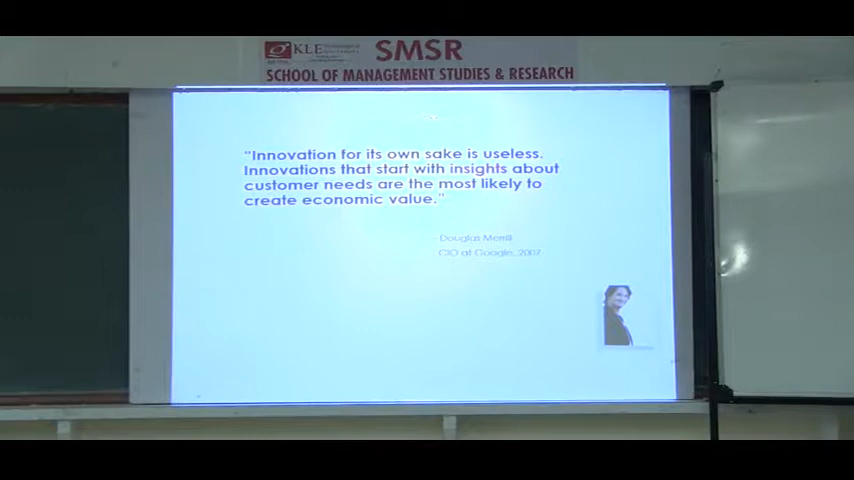 KLE
SMSR
SCHOOL OF MANAGEMENT STUDIES & RESEARCH
"Innovation for its own sake is useless.
Innovations that start with insights about
customer needs are the most likely to
create economic value."
- Douglas Merrill
CIO at Google, 2007